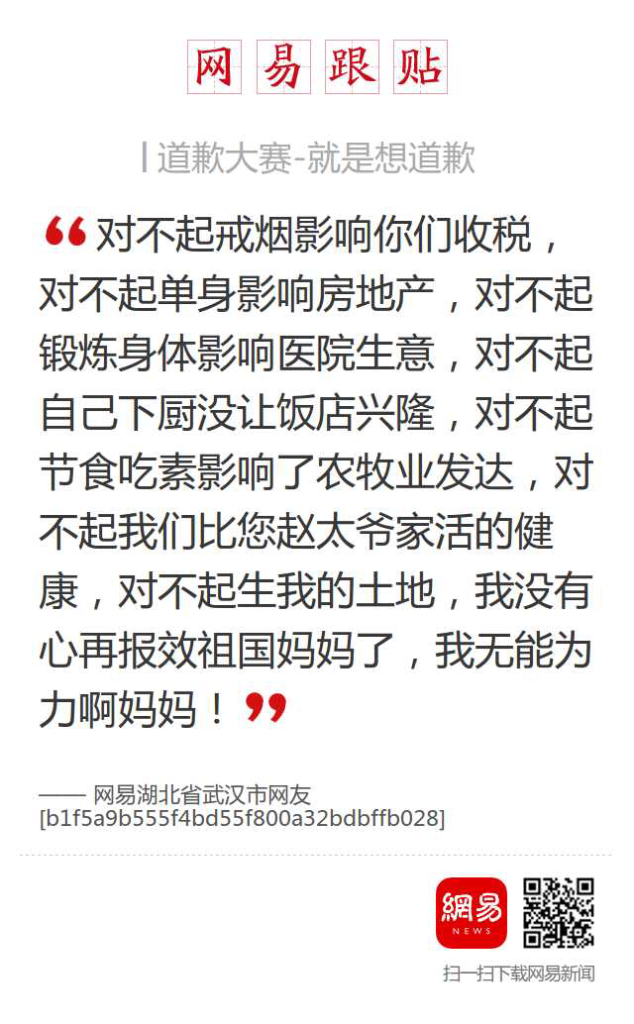 网易跟贴
道歉大赛-就是想道歉
“对不起戒烟影响你们收税，
对不起单身影响房地产，对不起
锻炼身体影响医院生意，对不起
自己下厨没让饭店兴隆，对不起
节食吃素影响了农牧业发达，对
不起我们比您赵太爷家活的健
康，对不起生我的土地，我没有
心再报效祖国妈妈了，我无能为
力啊妈妈！”
—— 网易湖北省武汉市网友
[b1f5a9b555f4bd55f800a32bdbffb028]
網易
NEWS
扫一扫下载网易新闻